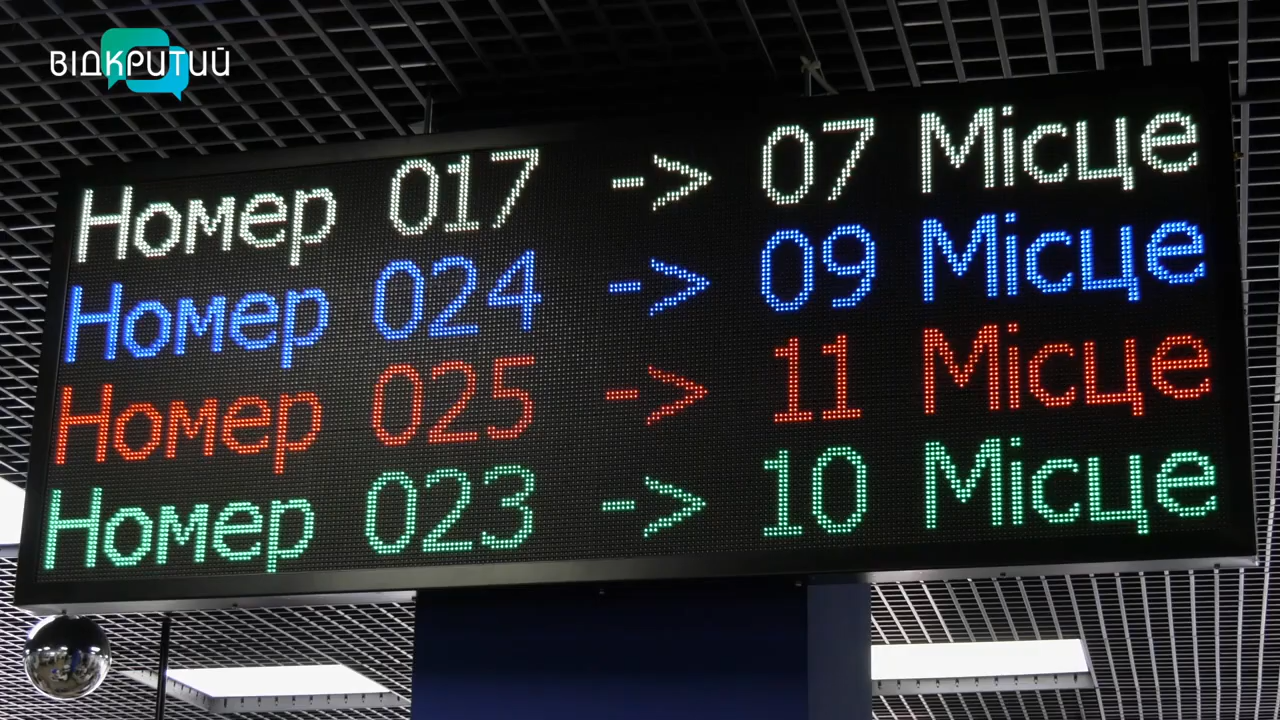 ВІДКРИТИЙ
Номер 017 -> 07 Місце
Номер 024 -> 09 Місце
Номер 025 -> 11 Місце
Номер 023 -> 10 Місце